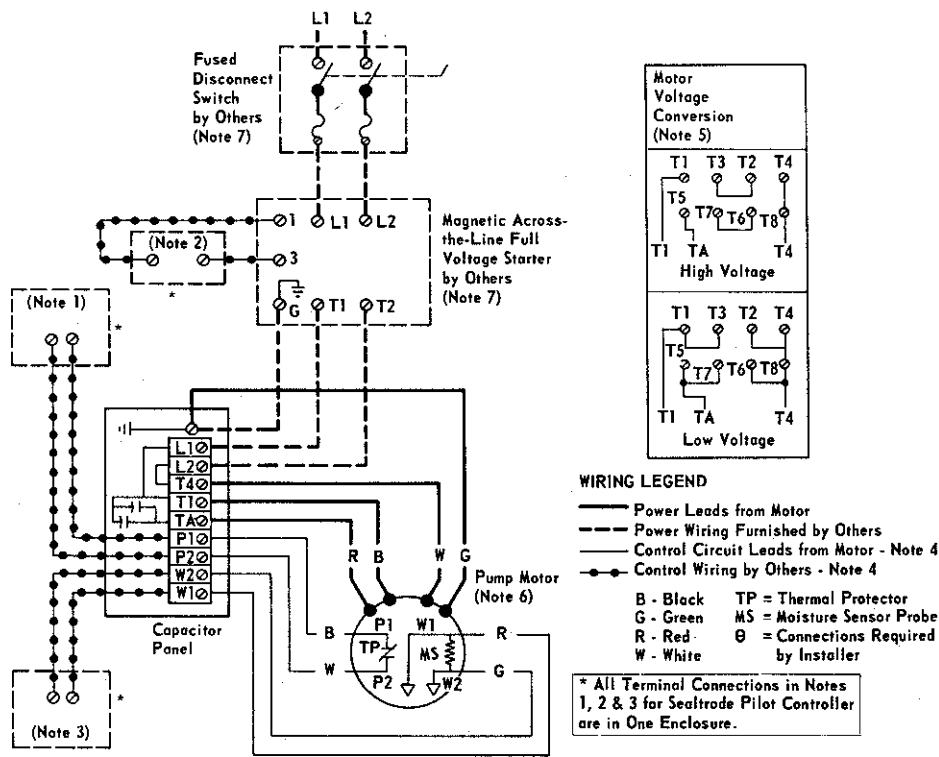 L1 L2
Fused
Disconnect
Switch
by Others
(Note 7)
1 L1 L2
(Note 2)
3
*
G T1 T2
Magnetic Across-
the-Line Full
Voltage Starter
by Others
(Note 7)
(Note 1)
*
L1
L2
T4
T1
TA
P1
P2
W2
W1
Capacitor
Panel
(Note 3)
*
R B W G
Pump Motor
(Note 6)
B P1 W1 R
TP MS
W P2 W2 G
Motor
Voltage
Conversion
(Note 5)
T1 T3 T2 T4
T5 T7 T6 T8
T1 TA T4
High Voltage
T1 T3 T2 T4
T5 T7 T6 T8
T1 TA T4
Low Voltage
WIRING LEGEND
Power Leads from Motor
Power Wiring Furnished by Others
Control Circuit Leads from Motor - Note 4
Control Wiring by Others - Note 4
B - Black TP = Thermal Protector
G - Green MS = Moisture Sensor Probe
R - Red θ = Connections Required
W - White by Installer
* All Terminal Connections in Notes
1, 2 & 3 for Sealtrode Pilot Controller
are in One Enclosure.